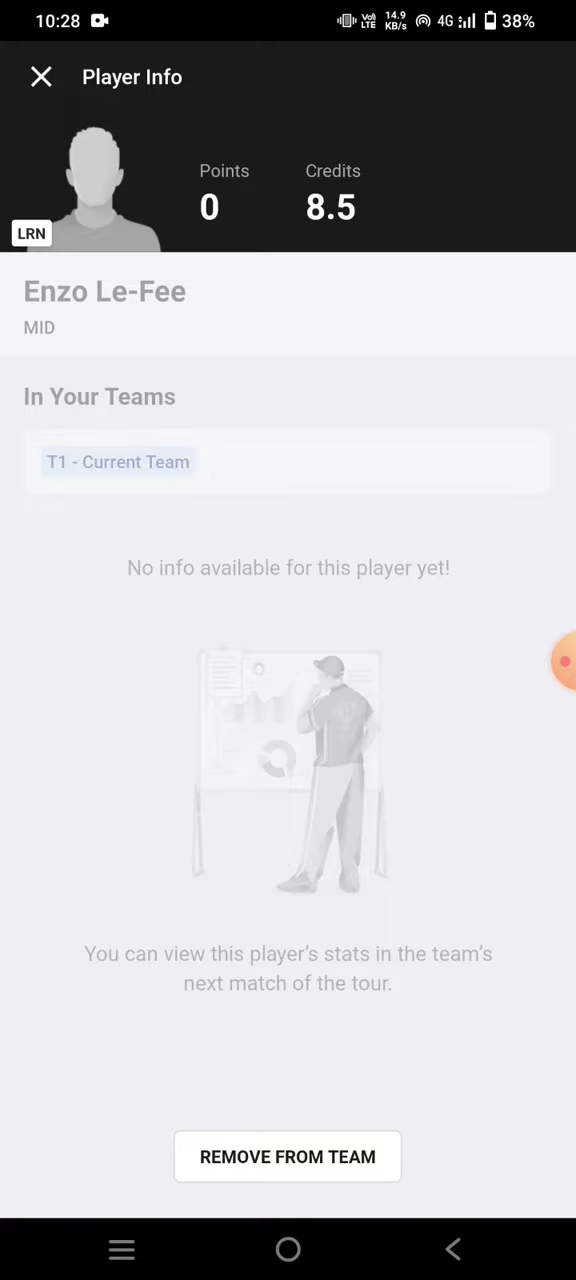 10:28
Vol) LTE
14.9 KB/s
4G
38%
Player Info
Points
Credits
0
8.5
LRN
Enzo Le-Fee
MID
In Your Teams
T1 - Current Team
No info available for this player yet!
You can view this player's stats in the team's
next match of the tour.
REMOVE FROM TEAM